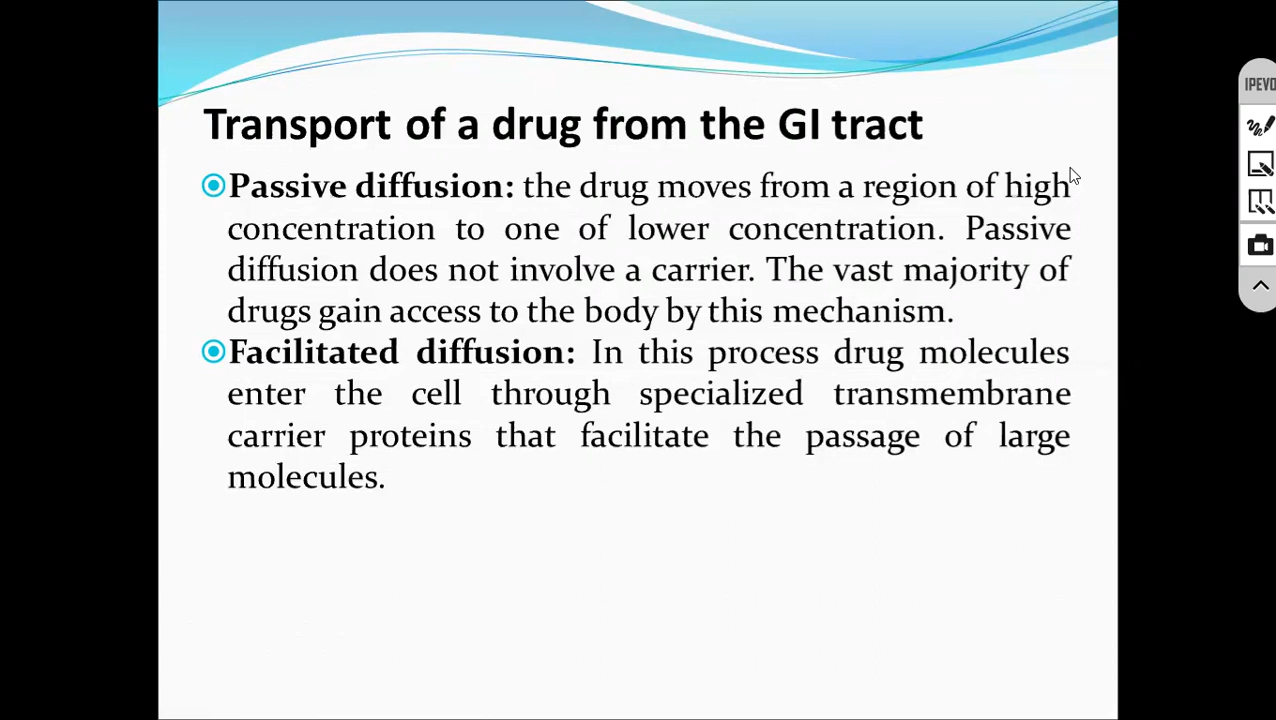 Transport of a drug from the GI tract
Passive diffusion: the drug moves from a region of high
concentration to one of lower concentration. Passive
diffusion does not involve a carrier. The vast majority of
drugs gain access to the body by this mechanism.
Facilitated diffusion: In this process drug molecules
enter the cell through specialized transmembrane
carrier proteins that facilitate the passage of large
molecules.
IPEVO